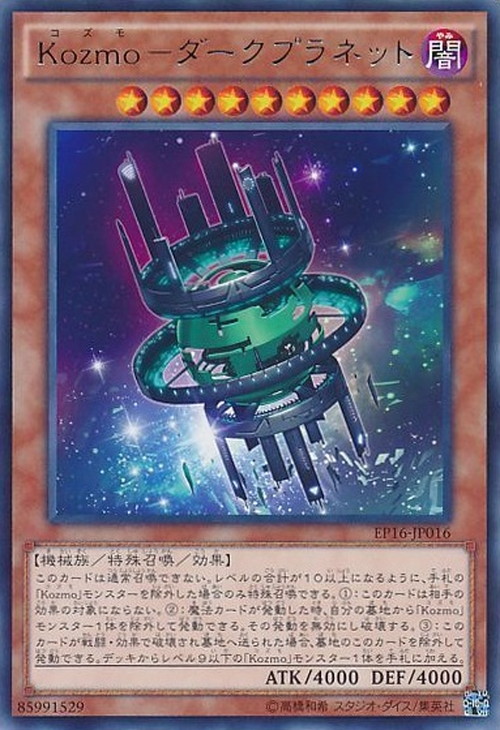 コズモ
Kozmo－ダークプラネット
やみ
闇
EP16-JP016
【機械族／特殊召喚／効果】
このカードは通常召喚できない。レベルの合計が１０以上になるように、手札の
「Kozmo」モンスターを除外した場合のみ特殊召喚できる。①：このカードは相手の
効果の対象にならない。②：魔法カードが発動した時、自分の墓地から「Kozmo」
モンスター１体を除外して発動できる。その発動を無効にし破壊する。③：この
カードが戦闘・効果で破壊され墓地へ送られた場合、墓地のこのカードを除外して
発動できる。デッキからレベル９以下の「Kozmo」モンスター１体を手札に加える。
ATK/4000 DEF/4000
85991529 ©高橋和希 スタジオ・ダイス/集英社